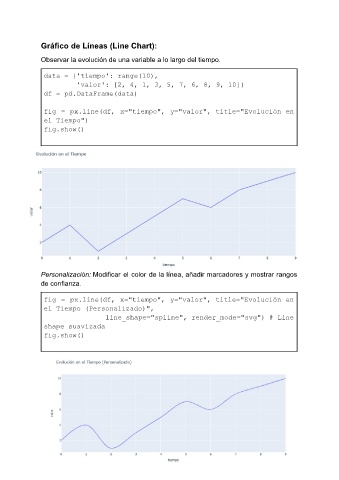 Gráfico de Líneas (Line Chart):
Observar la evolución de una variable a lo largo del tiempo.
data = {'tiempo': range(10),
'valor': [2, 4, 1, 3, 5, 7, 6, 8, 9, 10]}
df = pd.DataFrame(data)
fig = px.line(df, x="tiempo", y="valor", title="Evolución en
el Tiempo")
fig.show()
Evolución en el Tiempo
10
8
6
4
2
valor
0 1 2 3 4 5 6 7 8 9
tiempo
Personalización: Modificar el color de la línea, añadir marcadores y mostrar rangos
de confianza.
fig = px.line(df, x="tiempo", y="valor", title="Evolución en
el Tiempo (Personalizado)",
line_shape="spline", render_mode="svg") # Line
shape suavizada
fig.show()
Evolución en el Tiempo (Personalizado)
10
8
6
4
2
valor
0 1 2 3 4 5 6 7 8 9
tiempo